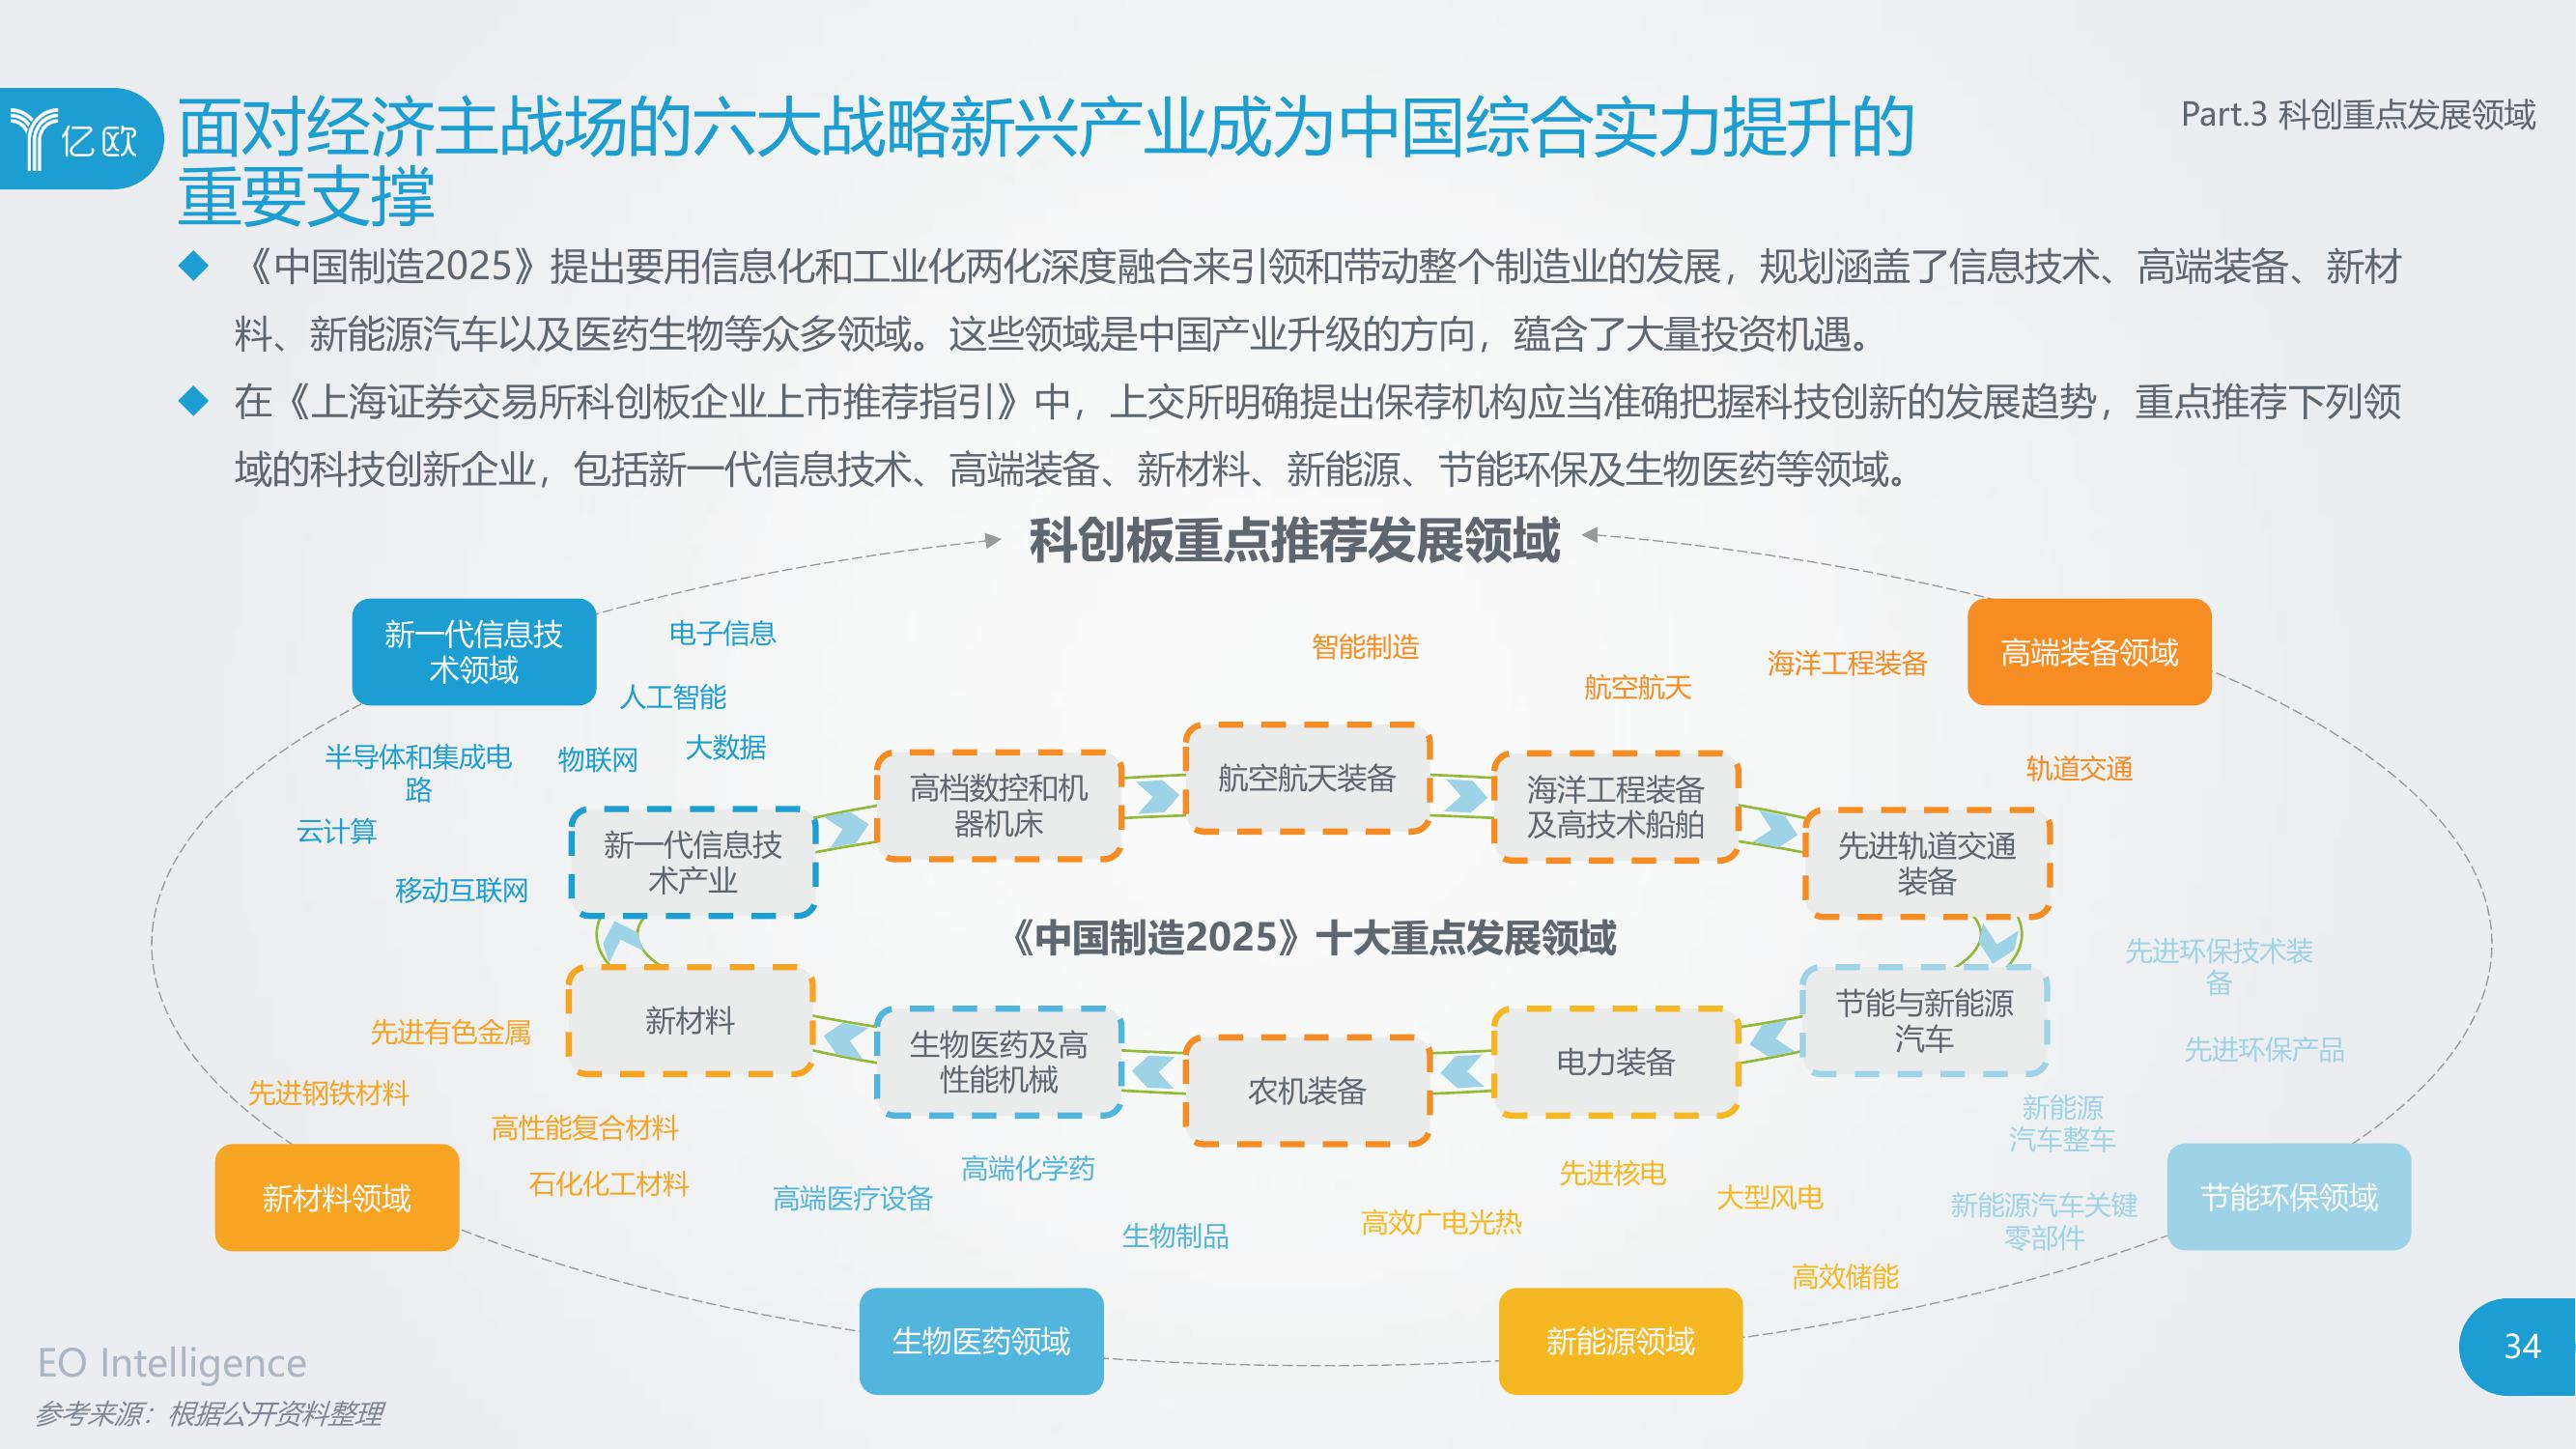 亿欧
面对经济主战场的六大战略新兴产业成为中国综合实力提升的
重要支撑
Part.3 科创重点发展领域
《中国制造2025》提出要用信息化和工业化两化深度融合来引领和带动整个制造业的发展，规划涵盖了信息技术、高端装备、新材
料、新能源汽车以及医药生物等众多领域。这些领域是中国产业升级的方向，蕴含了大量投资机遇。
在《上海证券交易所科创板企业上市推荐指引》中，上交所明确提出保荐机构应当准确把握科技创新的发展趋势，重点推荐下列领
域的科技创新企业，包括新一代信息技术、高端装备、新材料、新能源、节能环保及生物医药等领域。
科创板重点推荐发展领域
新一代信息技
术领域
电子信息
人工智能
大数据
物联网
半导体和集成电
路
云计算
移动互联网
智能制造
航空航天
海洋工程装备
高端装备领域
轨道交通
新一代信息技
术产业
高档数控和机
器机床
航空航天装备
海洋工程装备
及高技术船舶
先进轨道交通
装备
《中国制造2025》十大重点发展领域
新材料
生物医药及高
性能机械
农机装备
电力装备
节能与新能源
汽车
先进环保技术装
备
先进环保产品
新能源
汽车整车
新能源汽车关键
零部件
节能环保领域
先进有色金属
先进钢铁材料
高性能复合材料
石化化工材料
新材料领域
高端化学药
高端医疗设备
生物制品
生物医药领域
先进核电
大型风电
高效广电光热
高效储能
新能源领域
EO Intelligence
参考来源：根据公开资料整理
34